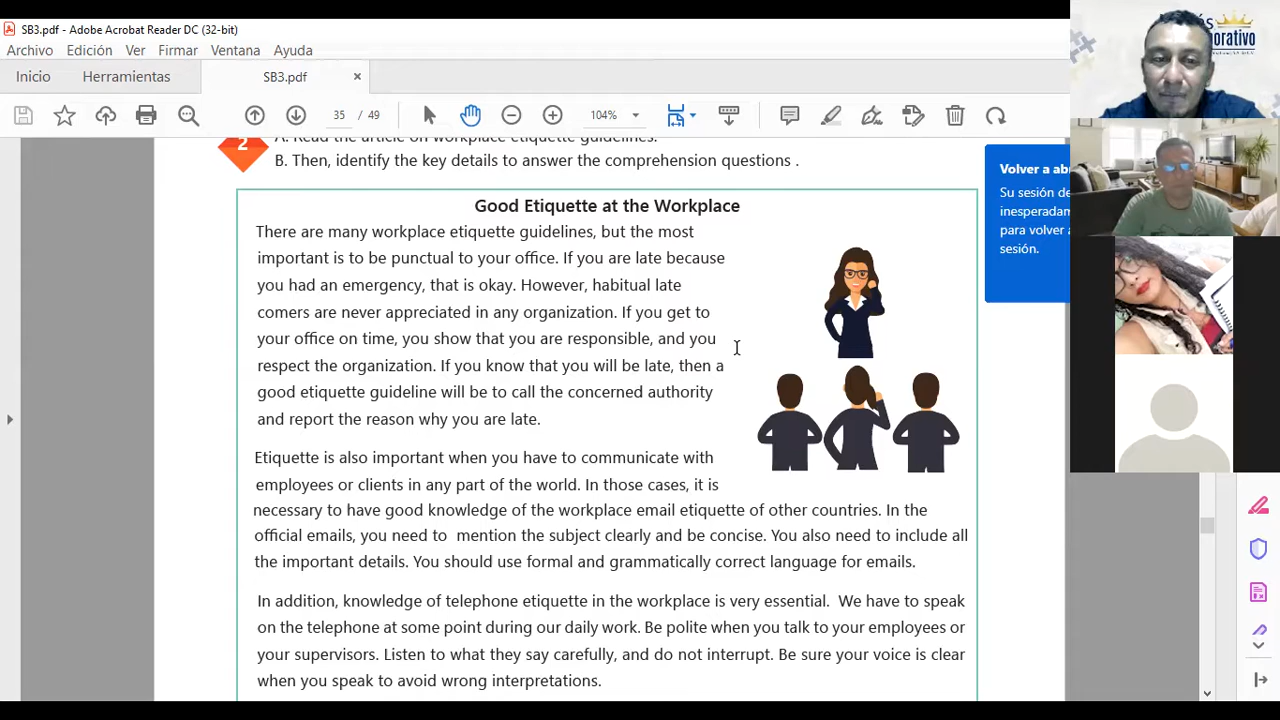 SB3.pdf - Adobe Acrobat Reader DC (32-bit)
Archivo Edición Ver Firmar Ventana Ayuda
Inicio Herramientas SB3.pdf ×
35 / 49 104%
2
A. Read the article on workplace etiquette guidelines.
B. Then, identify the key details to answer the comprehension questions .
Good Etiquette at the Workplace
There are many workplace etiquette guidelines, but the most
important is to be punctual to your office. If you are late because
you had an emergency, that is okay. However, habitual late
comers are never appreciated in any organization. If you get to
your office on time, you show that you are responsible, and you
respect the organization. If you know that you will be late, then a
good etiquette guideline will be to call the concerned authority
and report the reason why you are late.
Etiquette is also important when you have to communicate with
employees or clients in any part of the world. In those cases, it is
necessary to have good knowledge of the workplace email etiquette of other countries. In the
official emails, you need to mention the subject clearly and be concise. You also need to include all
the important details. You should use formal and grammatically correct language for emails.
In addition, knowledge of telephone etiquette in the workplace is very essential. We have to speak
on the telephone at some point during our daily work. Be polite when you talk to your employees or
your supervisors. Listen to what they say carefully, and do not interrupt. Be sure your voice is clear
when you speak to avoid wrong interpretations.
Volver a ab
Su sesión de
inesperadam
para volver a
sesión.
és
orativo